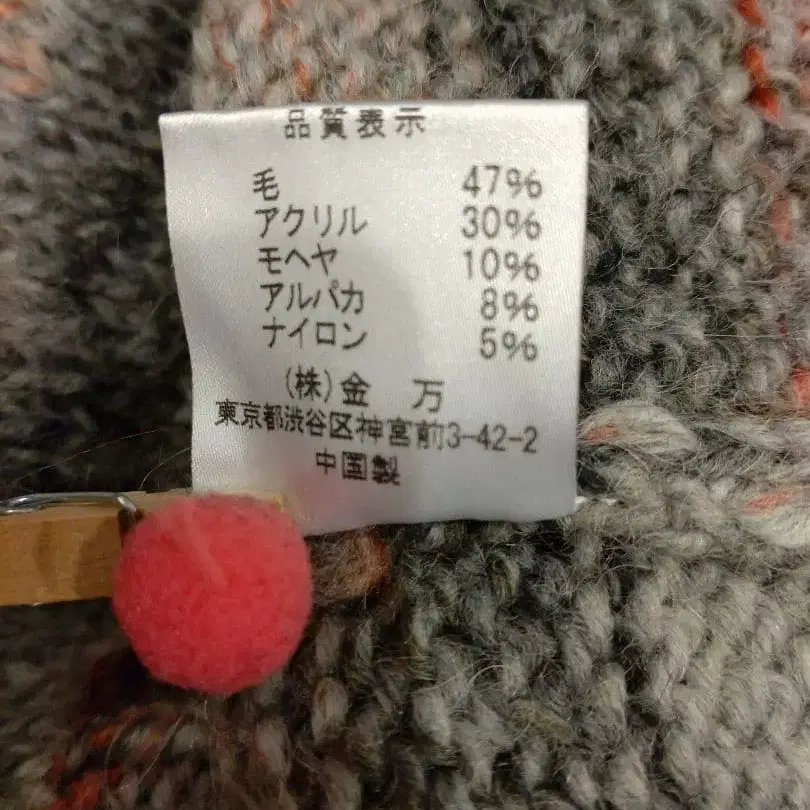 品質表示
毛 47%
アクリル 30%
モヘヤ 10%
アルパカ 8%
ナイロン 5%
(株)金 万
東京都渋谷区神宮前3-42-2
中国製